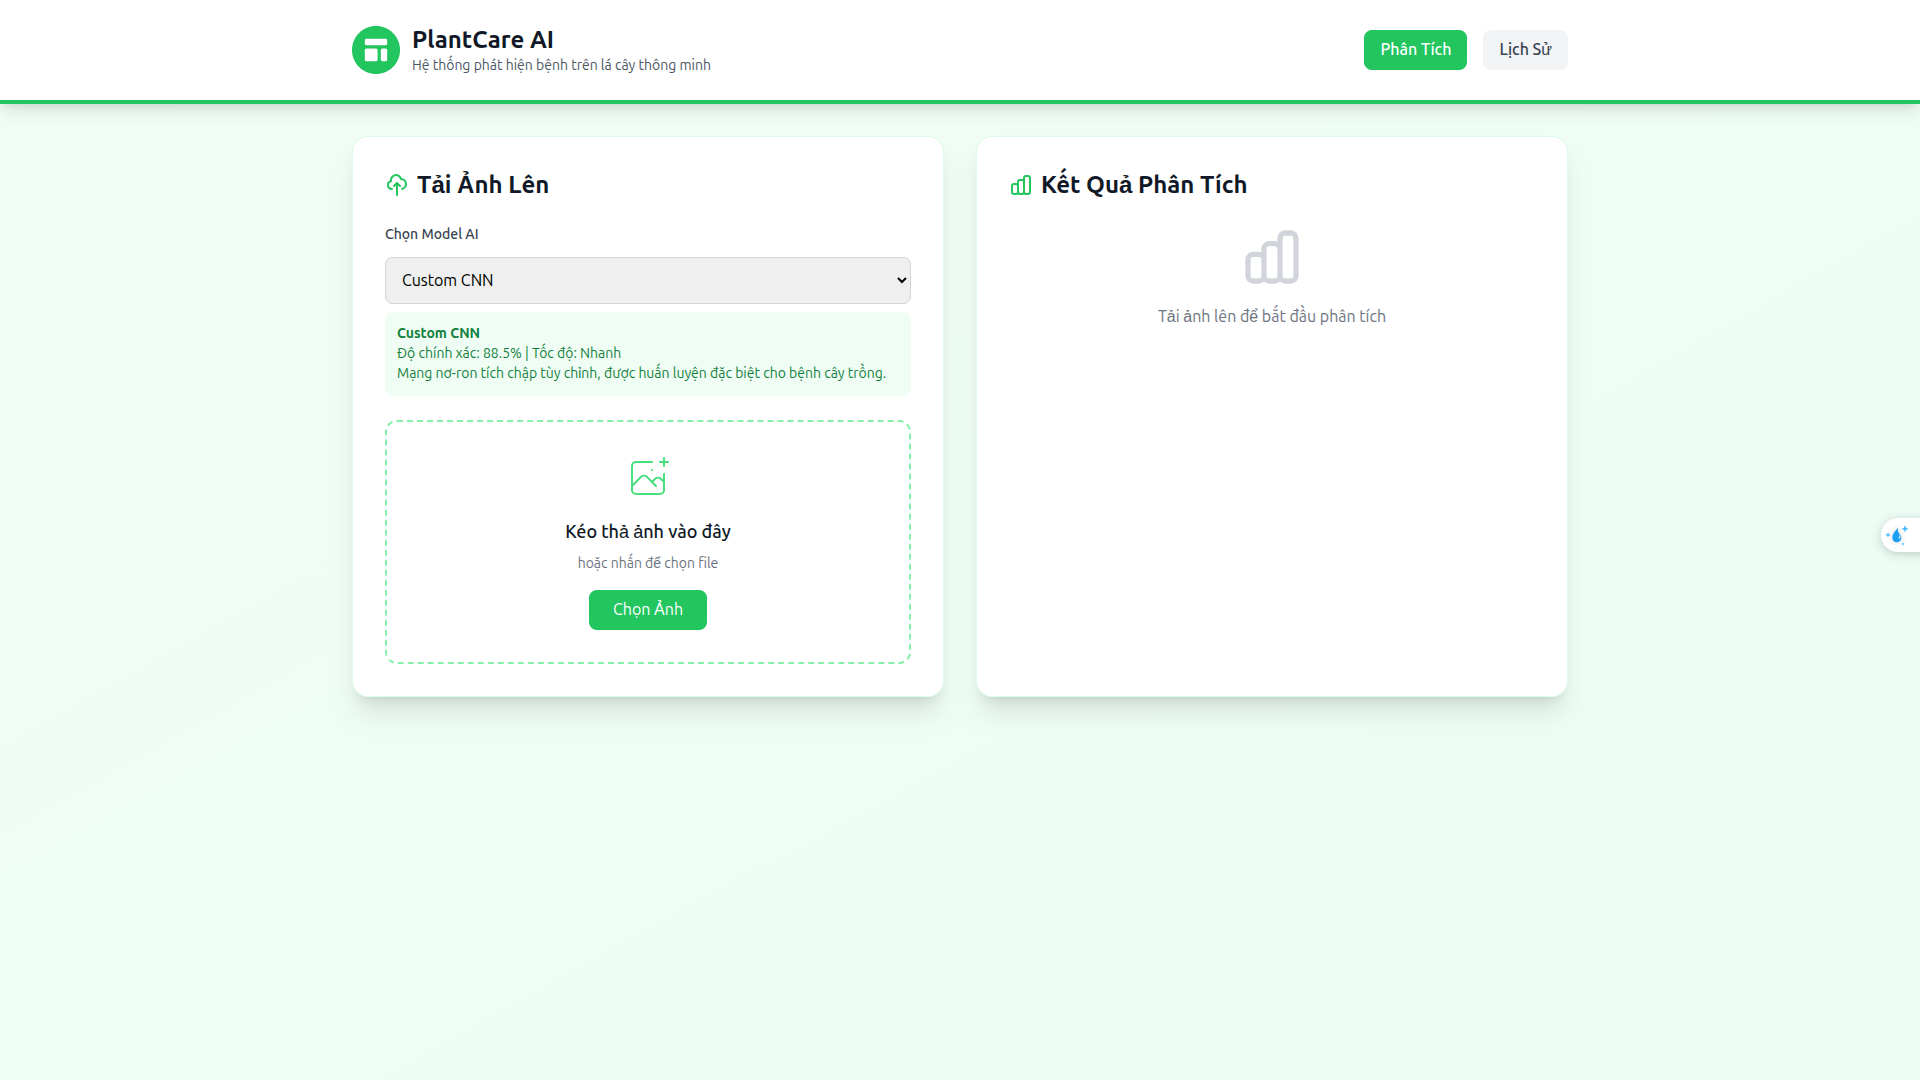 PlantCare AI
Hệ thống phát hiện bệnh trên lá cây thông minh
Phân Tích
Lịch Sử
Tải Ảnh Lên
Chọn Model AI
Custom CNN
Custom CNN
Độ chính xác: 88.5% | Tốc độ: Nhanh
Mạng nơ-ron tích chập tùy chỉnh, được huấn luyện đặc biệt cho bệnh cây trồng.
Kéo thả ảnh vào đây
hoặc nhấn để chọn file
Chọn Ảnh
Kết Quả Phân Tích
Tải ảnh lên để bắt đầu phân tích